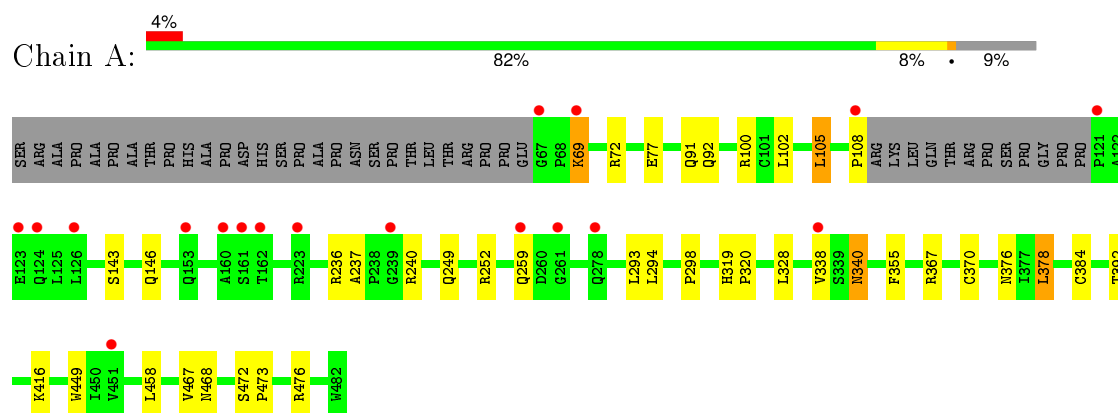 4%
Chain A:
82% 8% • 9%
SER ARG ALA PRO ALA PRO ALA THR PRO HIS ALA PRO ASP HIS SER PRO ALA PRO ASN SER PRO THR LEU THR ARG PRO PRO GLU G67 P68 K69 R72 E77 Q91 Q92 R100 C101 L102 L105 P108 ARG LYS LEU GLN THR ARG PRO SER PRO GLY PRO PRO P121 A122
E123 Q124 L125 L126 S143 Q146 Q153 A160 S161 T162 R223 R236 A237 P238 G239 R240 Q249 R252 Q259 D260 G261 Q278 L293 L294 P298 H319 P320 L328 V338 S339 N340 F355 R367 C370 N376 I377 L378 C384 T392
K416 W449 I450 V451 L458 V467 N468 S472 P473 R476 W482